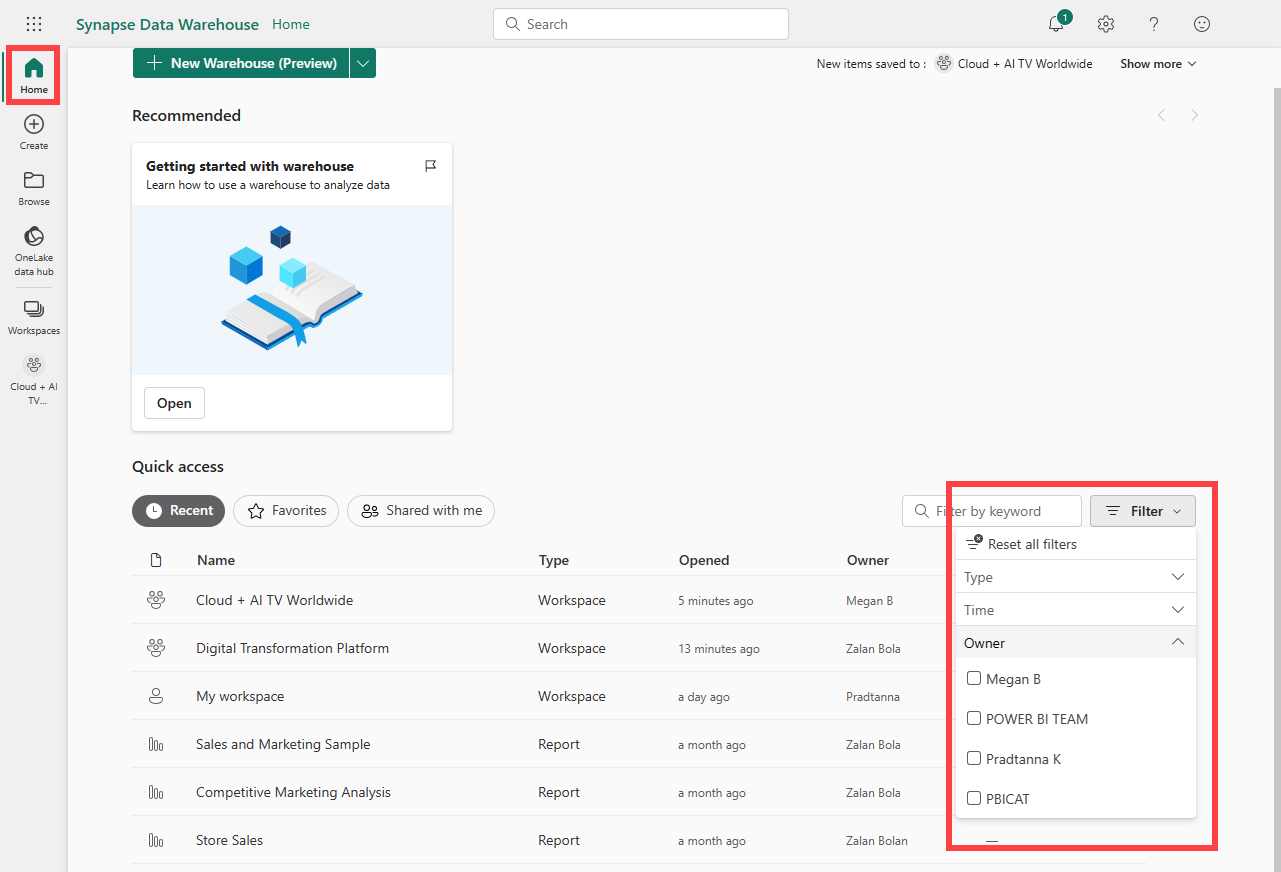 Synapse Data Warehouse Home
Search
1
Home
Create
Browse
OneLake
data hub
Workspaces
Cloud + AI
TV...
New Warehouse (Preview)
New items saved to : Cloud + AI TV Worldwide
Show more
Recommended
Getting started with warehouse
Learn how to use a warehouse to analyze data
Open
Quick access
Recent
Favorites
Shared with me
Filter by keyword
Filter
Name Type Opened Owner
Cloud + AI TV Worldwide Workspace 5 minutes ago Megan B
Digital Transformation Platform Workspace 13 minutes ago Zalan Bola
My workspace Workspace a day ago Pradtanna
Sales and Marketing Sample Report a month ago Zalan Bola
Competitive Marketing Analysis Report a month ago Zalan Bola
Store Sales Report a month ago Zalan Bolan —
Reset all filters
Type
Time
Owner
Megan B
POWER BI TEAM
Pradtanna K
PBICAT